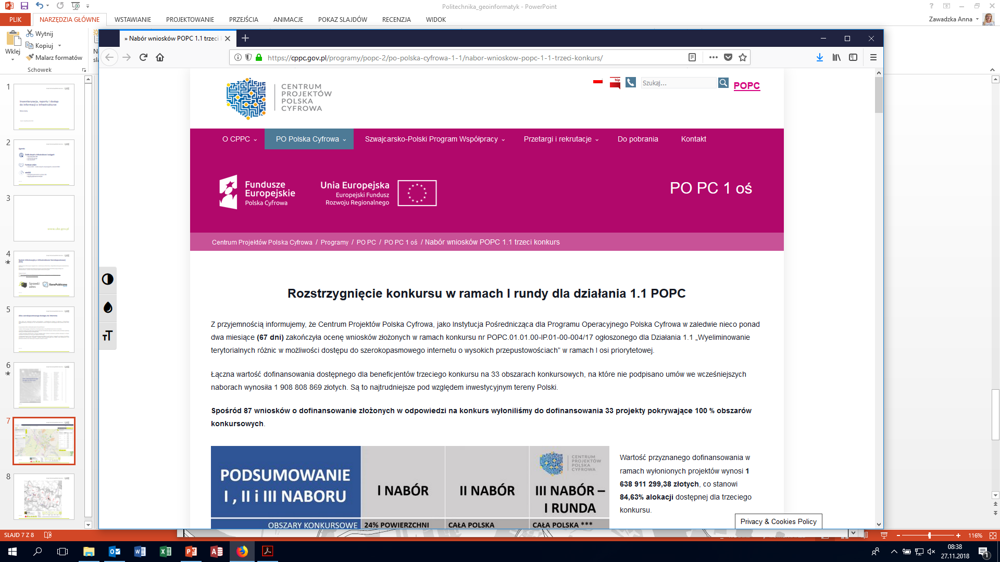 Politechnika_geoinformatyk - PowerPoint
PLIK
NARZĘDZIA GŁÓWNE
WSTAWIANIE
PROJEKTOWANIE
PRZEJŚCIA
ANIMACJE
POKAZ SLAJDÓW
RECENZJA
WIDOK
Zawadzka Anna
Wklej
Wytnij
Kopiuj
Malarz formatów
Schowek
» Nabór wniosków POPC 1.1 trzeci
https://cppc.gov.pl/programy/popc-2/po-polska-cyfrowa-1-1/nabor-wnioskow-popc-1-1-trzeci-konkurs/
CENTRUM
PROJEKTÓW
POLSKA
CYFROWA
bip
Szukaj...
POPC
O CPPC
PO Polska Cyfrowa
Szwajcarsko-Polski Program Współpracy
Przetargi i rekrutacje
Do pobrania
Kontakt
Fundusze
Europejskie
Polska Cyfrowa
Unia Europejska
Europejski Fundusz
Rozwoju Regionalnego
PO PC 1 oś
Centrum Projektów Polska Cyfrowa / Programy / PO PC / PO PC 1 oś / Nabór wniosków POPC 1.1 trzeci konkurs
Rozstrzygnięcie konkursu w ramach I rundy dla działania 1.1 POPC
Z przyjemnością informujemy, że Centrum Projektów Polska Cyfrowa, jako Instytucja Pośrednicząca dla Programu Operacyjnego Polska Cyfrowa w zaledwie nieco ponad
dwa miesiące (67 dni) zakończyła ocenę wniosków złożonych w ramach konkursu nr POPC.01.01.00-IP.01-00-004/17 ogłoszonego dla Działania 1.1 „Wyeliminowanie
terytorialnych różnic w możliwości dostępu do szerokopasmowego internetu o wysokich przepustowościach” w ramach I osi priorytetowej.
Łączna wartość dofinansowania dostępnego dla beneficjentów trzeciego konkursu na 33 obszarach konkursowych, na które nie podpisano umów we wcześniejszych
naborach wynosiła 1 908 808 869 złotych. Są to najtrudniejsze pod względem inwestycyjnym tereny Polski.
Spośród 87 wniosków o dofinansowanie złożonych w odpowiedzi na konkurs wyłoniliśmy do dofinansowania 33 projekty pokrywające 100 % obszarów
konkursowych.
PODSUMOWANIE
I , II i III NABORU
I NABÓR
II NABÓR
CENTRUM
PROJEKTÓW
POLSKA
CYFROWA
III NABÓR –
I RUNDA
OBSZARY KONKURSOWE
24% POWIERZCHNI
CAŁA POLSKA
CAŁA POLSKA ***
Wartość przyznanego dofinansowania w
ramach wyłonionych projektów wynosi 1
638 911 299,38 złotych, co stanowi
84,63% alokacji dostępnej dla trzeciego
konkursu.
Privacy & Cookies Policy
1
2
3
www.uke.gov.pl
4
5
6
7
8
SLAJD 7 Z 8
116%
08:38
27.11.2018
1